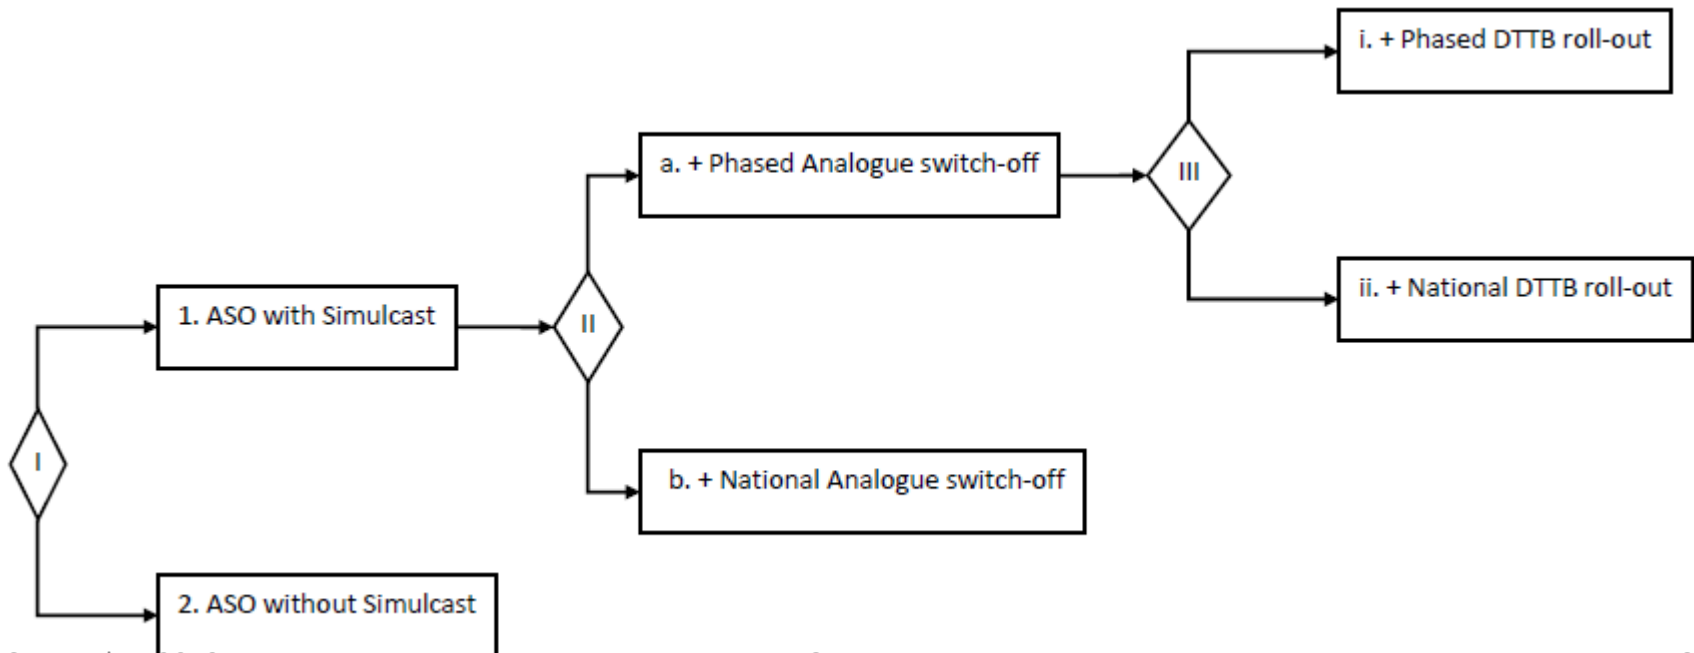 i. + Phased DTTB roll-out
a. + Phased Analogue switch-off
III
ii. + National DTTB roll-out
1. ASO with Simulcast
II
I
b. + National Analogue switch-off
2. ASO without Simulcast